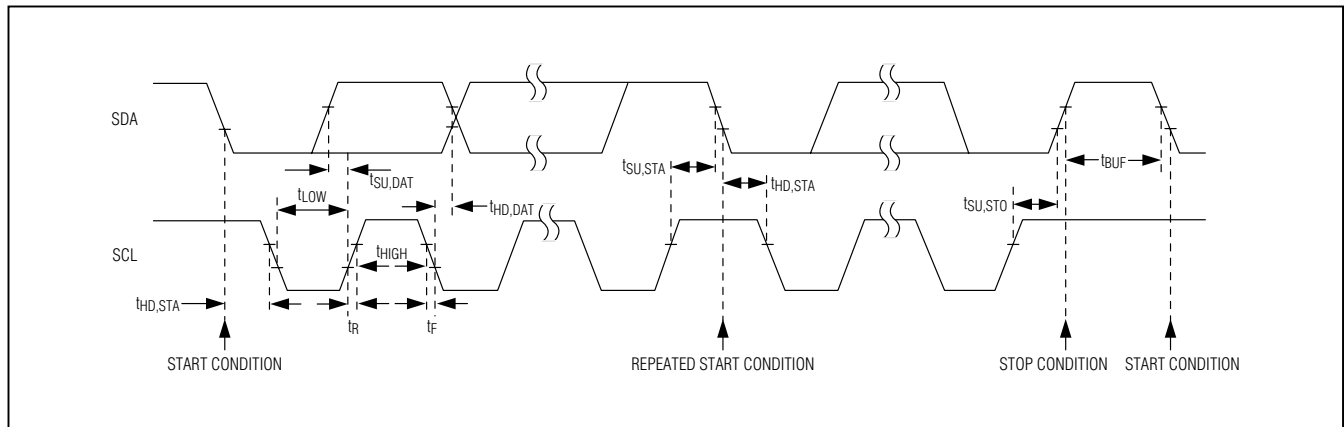 SDA
tSU,STA
tBUF
tSU,DAT
tHD,STA
tLOW
tHD,DAT
tSU,STO
SCL
tHIGH
tHD,STA
tR
tF
START CONDITION
REPEATED START CONDITION
STOP CONDITION
START CONDITION